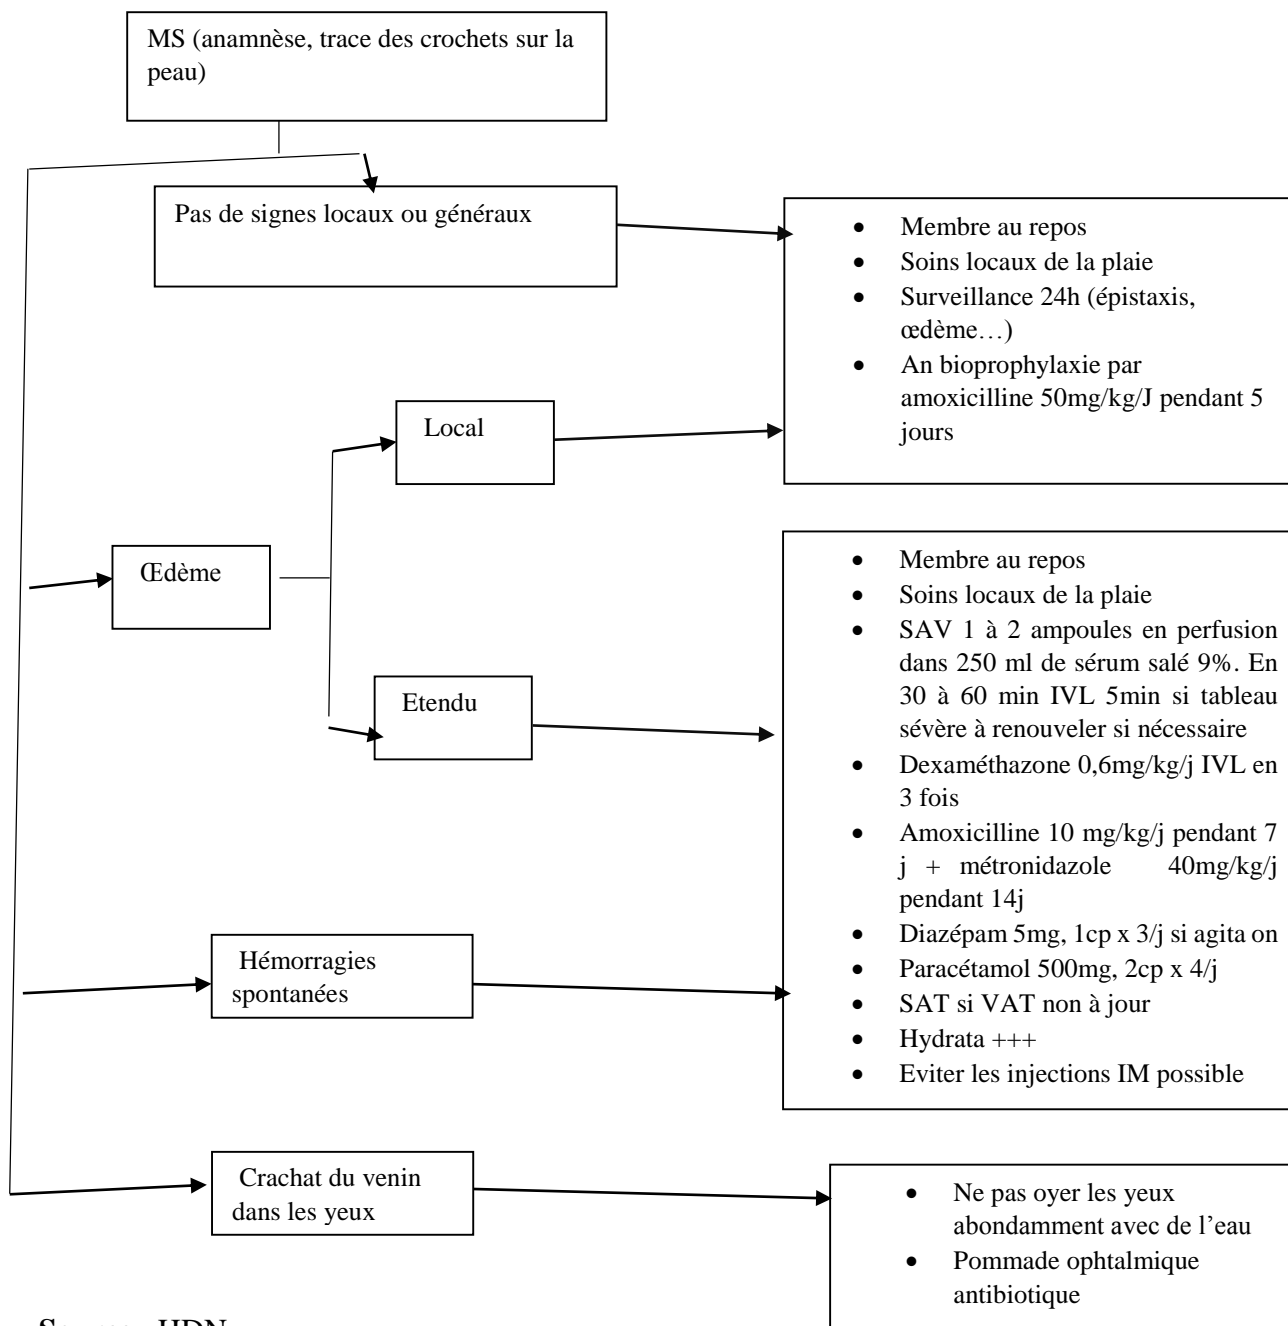 MS (anamnèse, trace des crochets sur la
peau)
Pas de signes locaux ou généraux
• Membre au repos
• Soins locaux de la plaie
• Surveillance 24h (épistaxis,
œdème…)
• An bioprophylaxie par
amoxicilline 50mg/kg/J pendant 5
jours
Local
Œdème
Etendu
• Membre au repos
• Soins locaux de la plaie
• SAV 1 à 2 ampoules en perfusion
dans 250 ml de sérum salé 9%. En
30 à 60 min IVL 5min si tableau
sévère à renouveler si nécessaire
• Dexaméthazone 0,6mg/kg/j IVL en
3 fois
• Amoxicilline 10 mg/kg/j pendant 7
j + métronidazole 40mg/kg/j
pendant 14j
• Diazépam 5mg, 1cp x 3/j si agita on
• Paracétamol 500mg, 2cp x 4/j
• SAT si VAT non à jour
• Hydrata +++
• Eviter les injections IM possible
Hémorragies
spontanées
Crachat du venin
dans les yeux
• Ne pas oyer les yeux
abondamment avec de l’eau
• Pommade ophtalmique
antibiotique